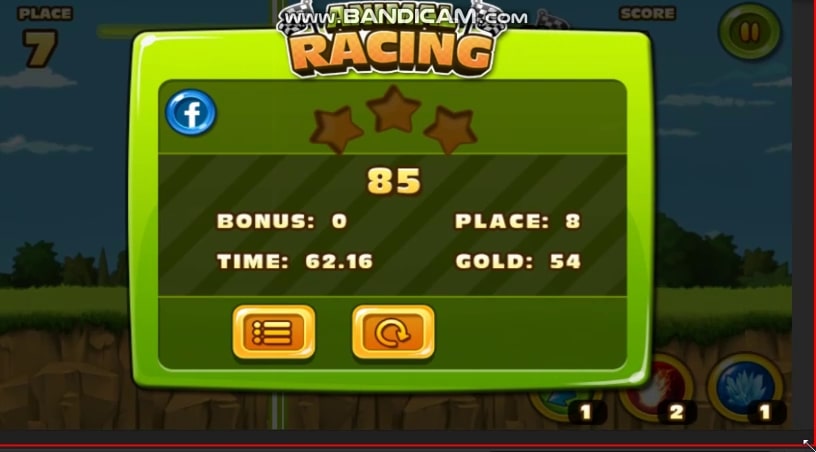 www.BANDICAM.com
PLACE
SCORE
7
RACING
f
85
BONUS: 0
PLACE: 8
TIME: 62.16
GOLD: 54
1
2
1